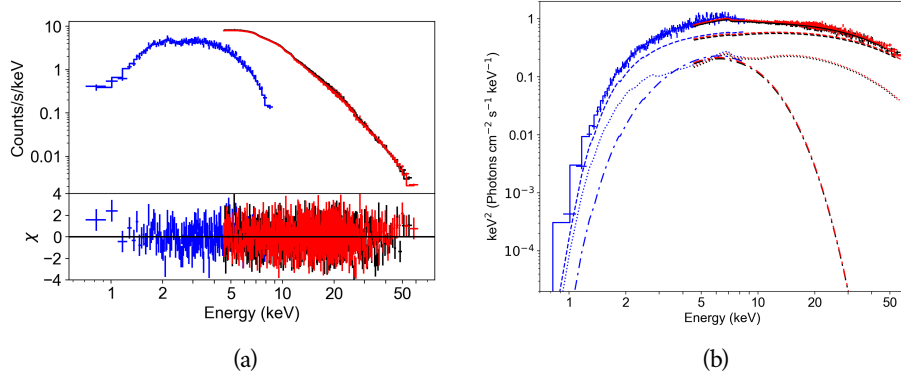 10
1
0.1
0.01
Counts/s/keV
4
2
0
−2
−4
χ
1 2 5 10 20 50
Energy (keV)
(a)
1
0.1
0.01
10⁻³
10⁻⁴
keV² (Photons cm⁻² s⁻¹ keV⁻¹)
1 2 5 10 20 50
Energy (keV)
(b)